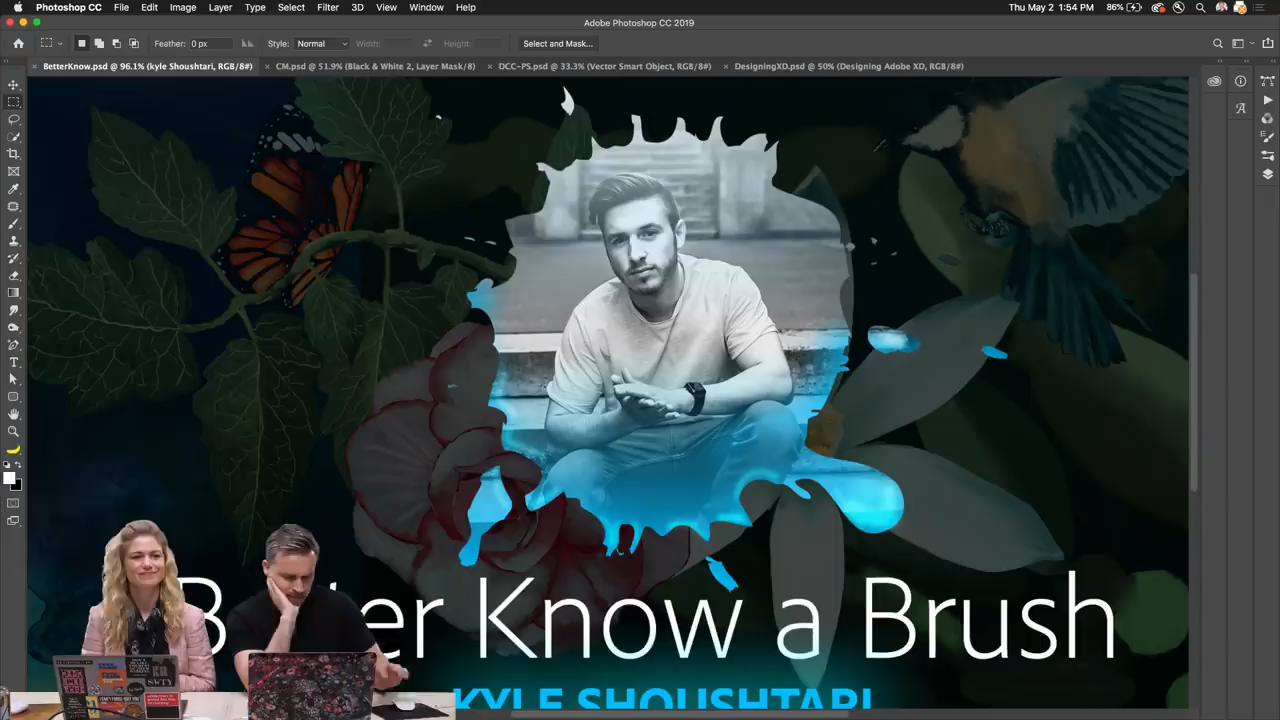 Photoshop CC File Edit Image Layer Type Select Filter 3D View Window Help 86% Thu May 2 1:54 PM
Adobe Photoshop CC 2019
Feather: 0 px Style: Normal Width: Height: Select and Mask...
× BetterKnow.psd @ 96.1% (kyle Shoushtari, RGB/8#) × CM.psd @ 51.9% (Black & White 2, Layer Mask/8) × DCC-PS.psd @ 33.3% (Vector Smart Object, RGB/8#) × DesigningXD.psd @ 50% (Designing Adobe XD, RGB/8#)
Better Know a Brush
KYLE SHOUSHTARI
SWTY